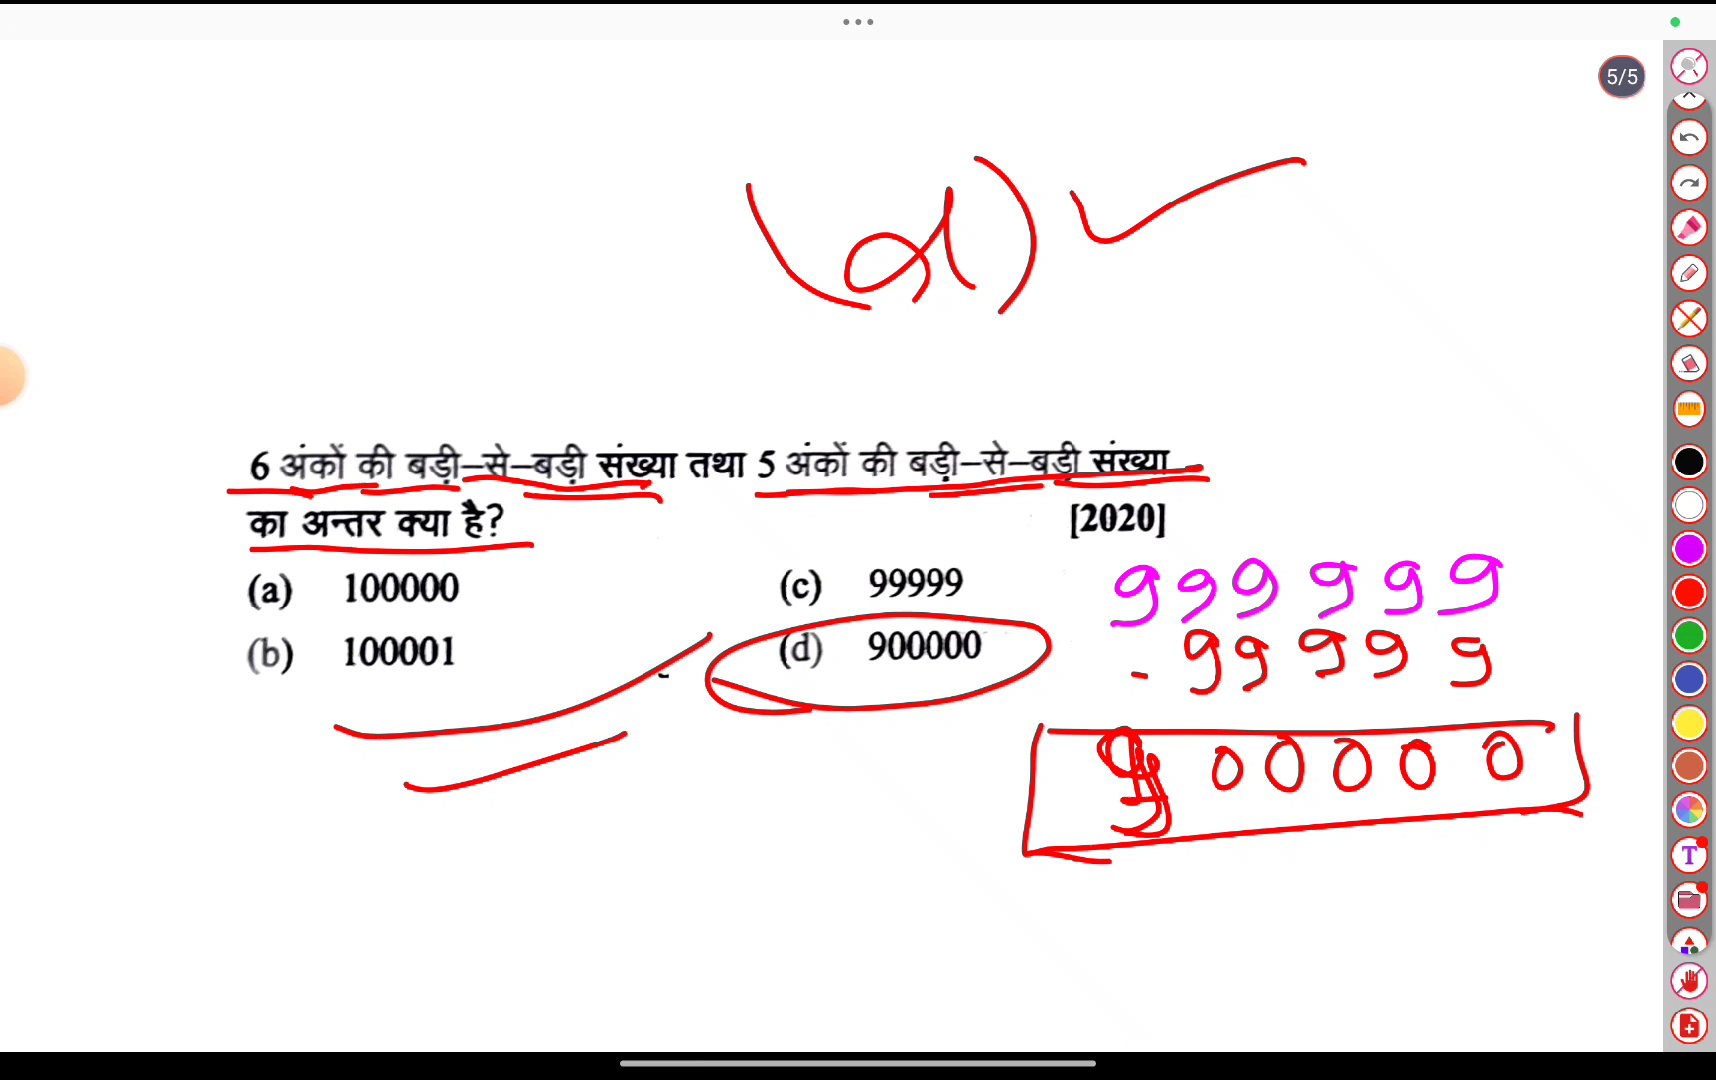 5/5
(d)
6 अंकों की बड़ी–से–बड़ी संख्या तथा 5 अंकों की बड़ी–से–बड़ी संख्या
का अन्तर क्या है? [2020]
(a) 100000 (c) 99999
(b) 100001 (d) 900000
999999
- 99999
900000
T